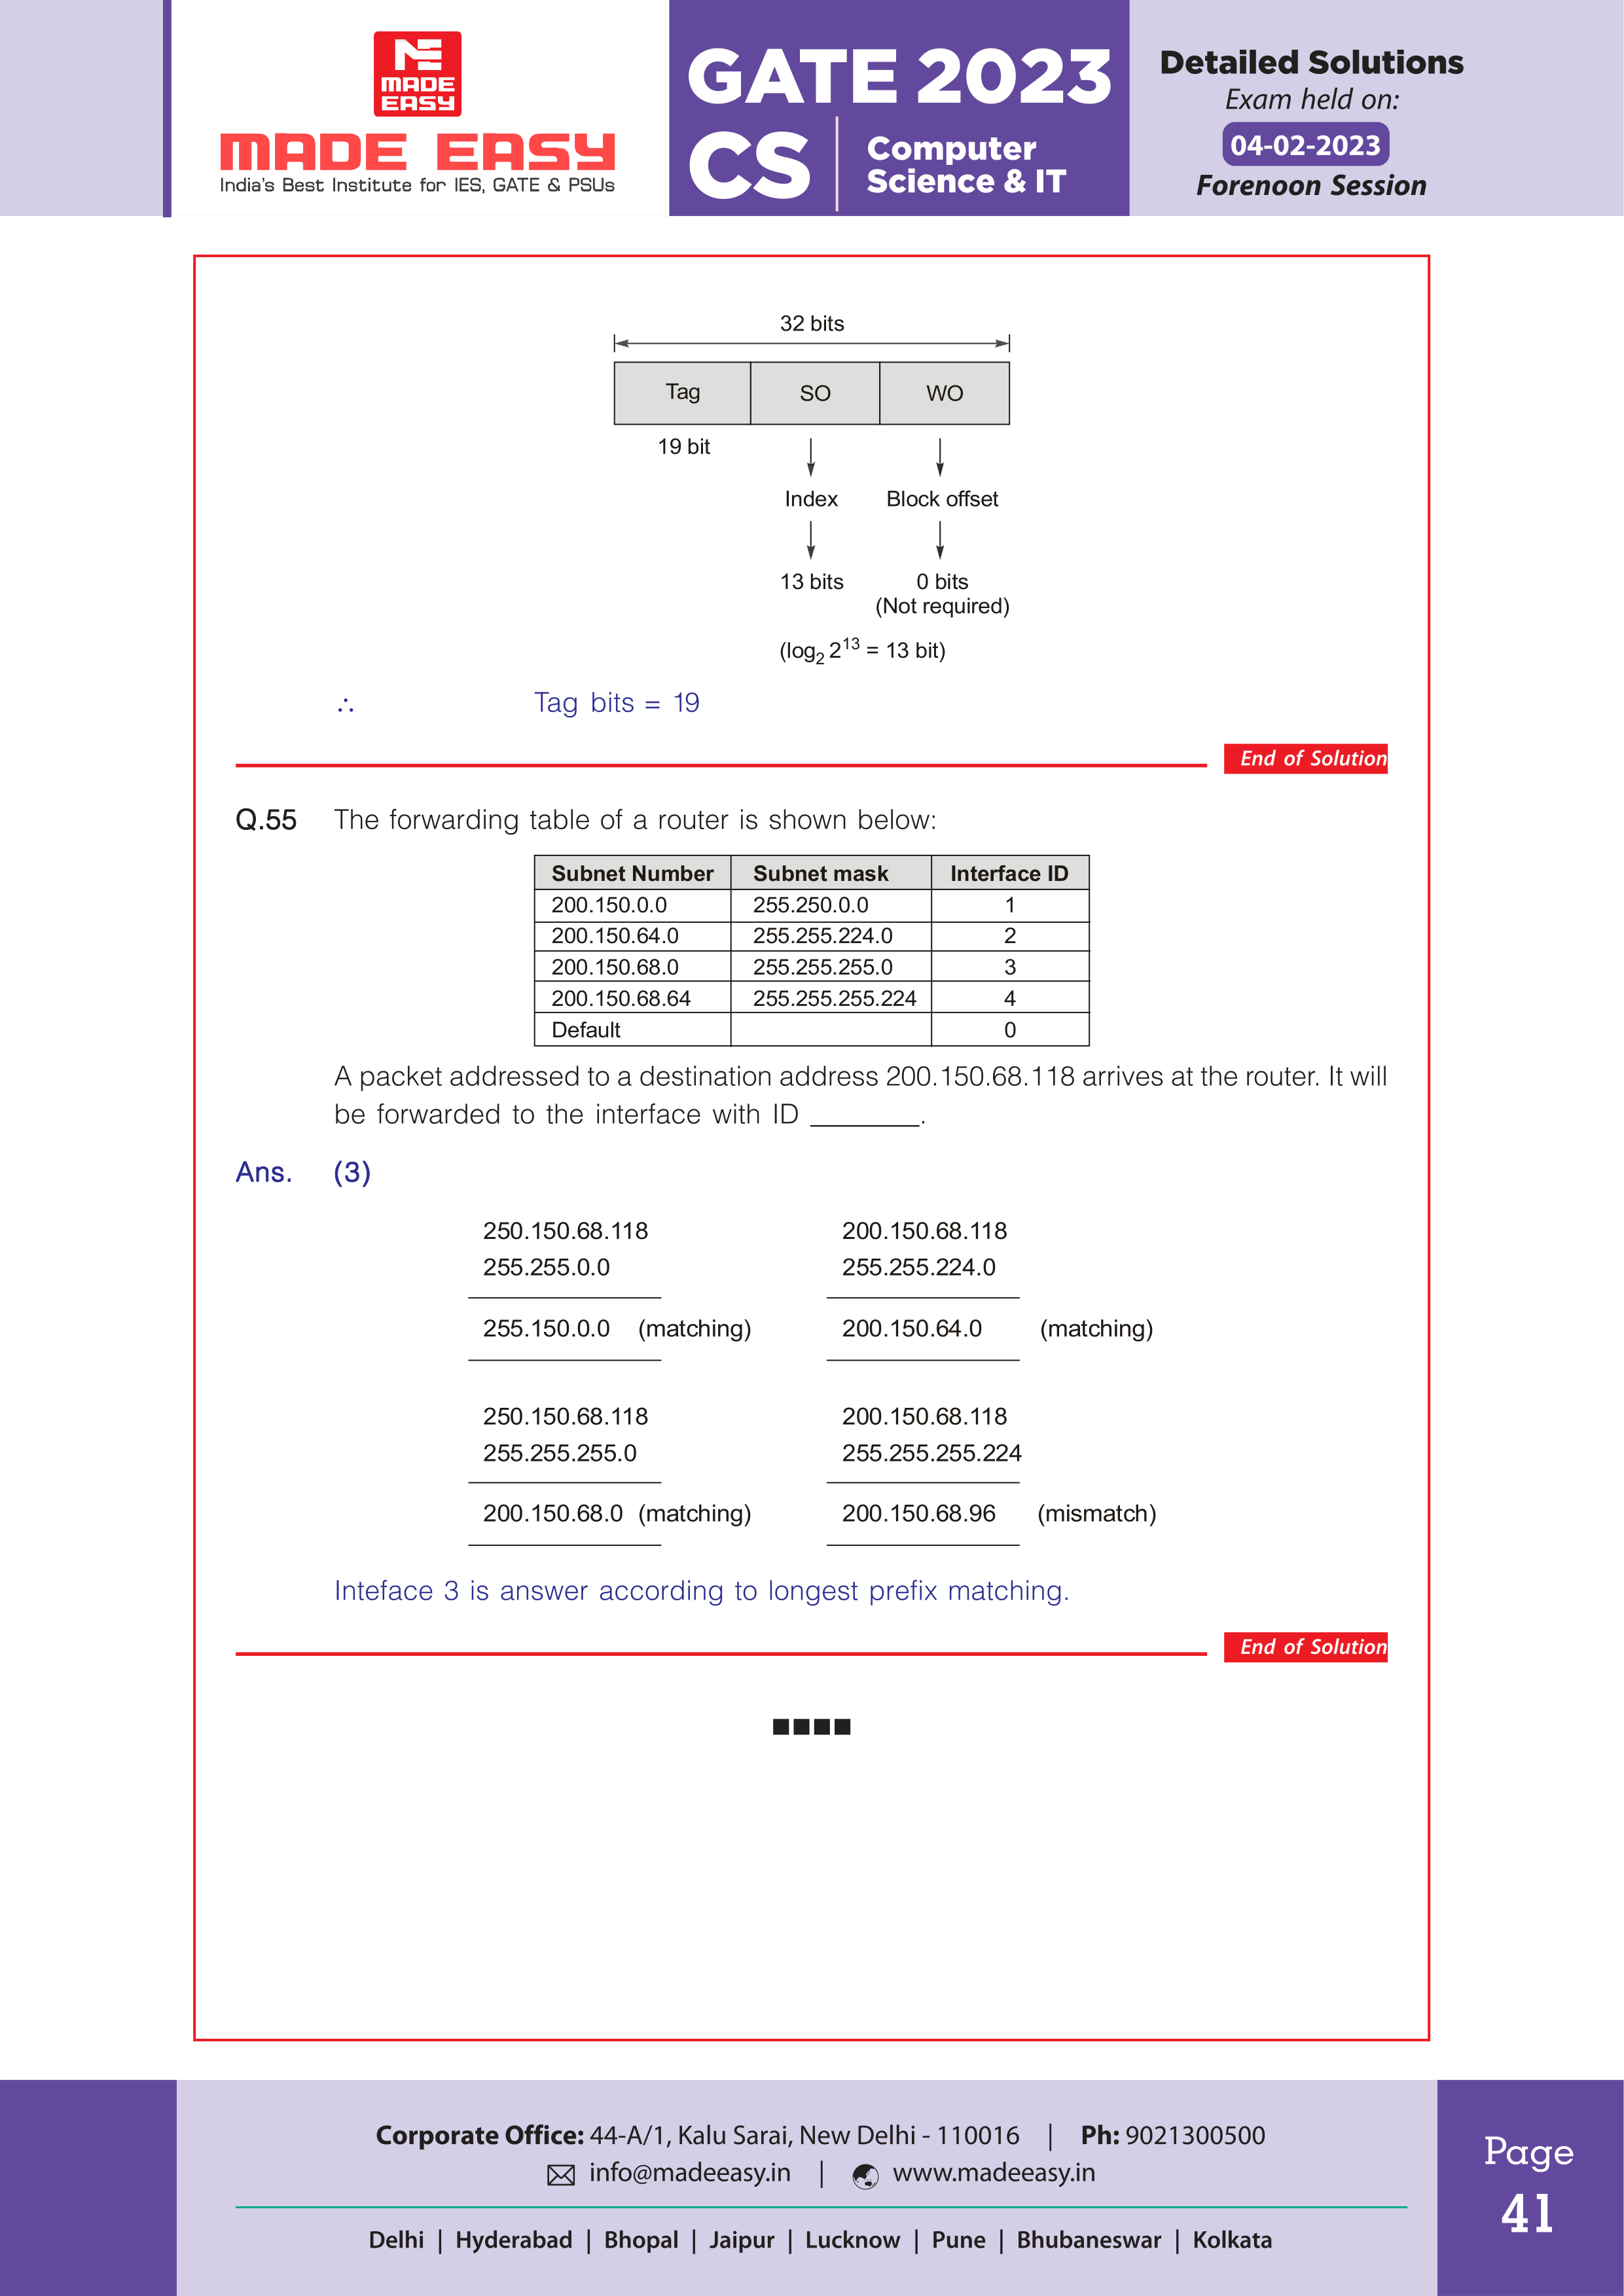 MADE
EASY
MADE EASY
India's Best Institute for IES, GATE & PSUs
GATE 2023
CS
Computer
Science & IT
Detailed Solutions
Exam held on:
04-02-2023
Forenoon Session
32 bits
Tag SO WO
19 bit
Index Block offset
13 bits 0 bits
(Not required)
(log₂ 2¹³ = 13 bit)
∴ Tag bits = 19
End of Solution
Q.55 The forwarding table of a router is shown below:
Subnet Number Subnet mask Interface ID
200.150.0.0 255.250.0.0 1
200.150.64.0 255.255.224.0 2
200.150.68.0 255.255.255.0 3
200.150.68.64 255.255.255.224 4
Default 0
A packet addressed to a destination address 200.150.68.118 arrives at the router. It will
be forwarded to the interface with ID ________.
Ans. (3)
250.150.68.118 200.150.68.118
255.255.0.0 255.255.224.0
255.150.0.0 (matching) 200.150.64.0 (matching)
250.150.68.118 200.150.68.118
255.255.255.0 255.255.255.224
200.150.68.0 (matching) 200.150.68.96 (mismatch)
Inteface 3 is answer according to longest prefix matching.
End of Solution
Corporate Office: 44-A/1, Kalu Sarai, New Delhi - 110016 | Ph: 9021300500
info@madeeasy.in | www.madeeasy.in
Delhi | Hyderabad | Bhopal | Jaipur | Lucknow | Pune | Bhubaneswar | Kolkata
Page
41